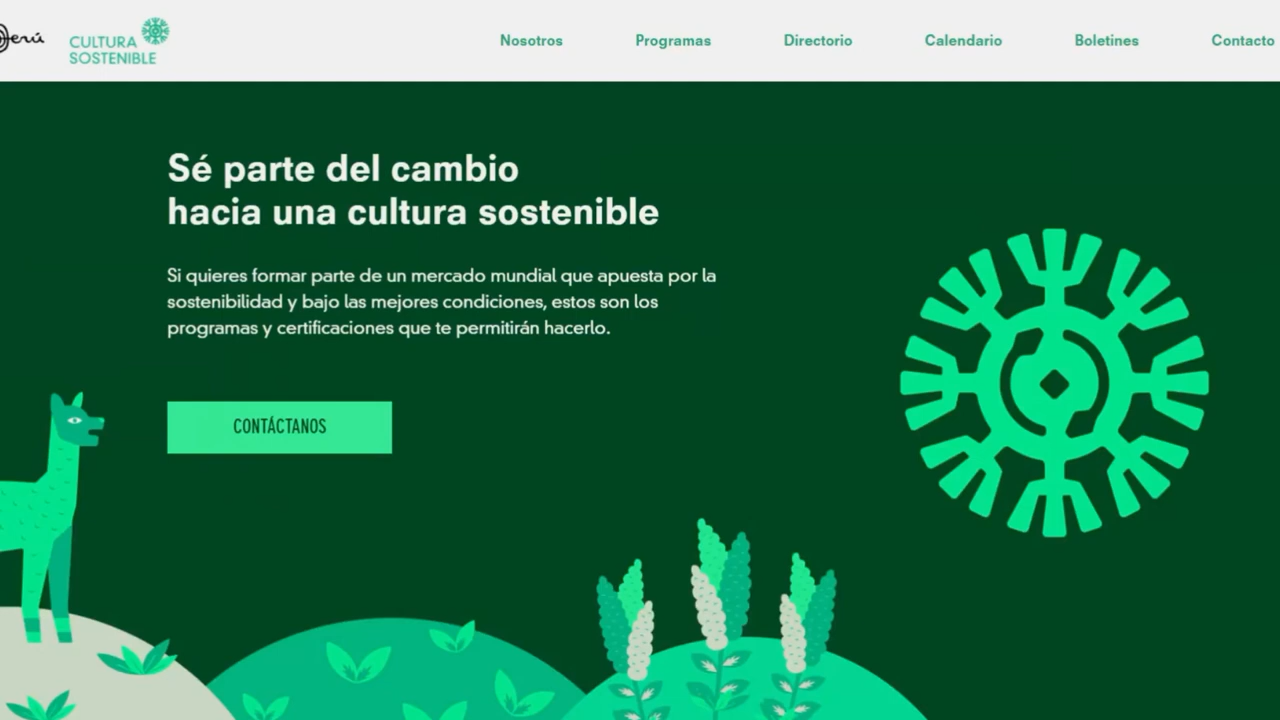 erú
CULTURA
SOSTENIBLE
Nosotros
Programas
Directorio
Calendario
Boletines
Contacto
Sé parte del cambio
hacia una cultura sostenible
Si quieres formar parte de un mercado mundial que apuesta por la
sostenibilidad y bajo las mejores condiciones, estos son los
programas y certificaciones que te permitirán hacerlo.
CONTÁCTANOS